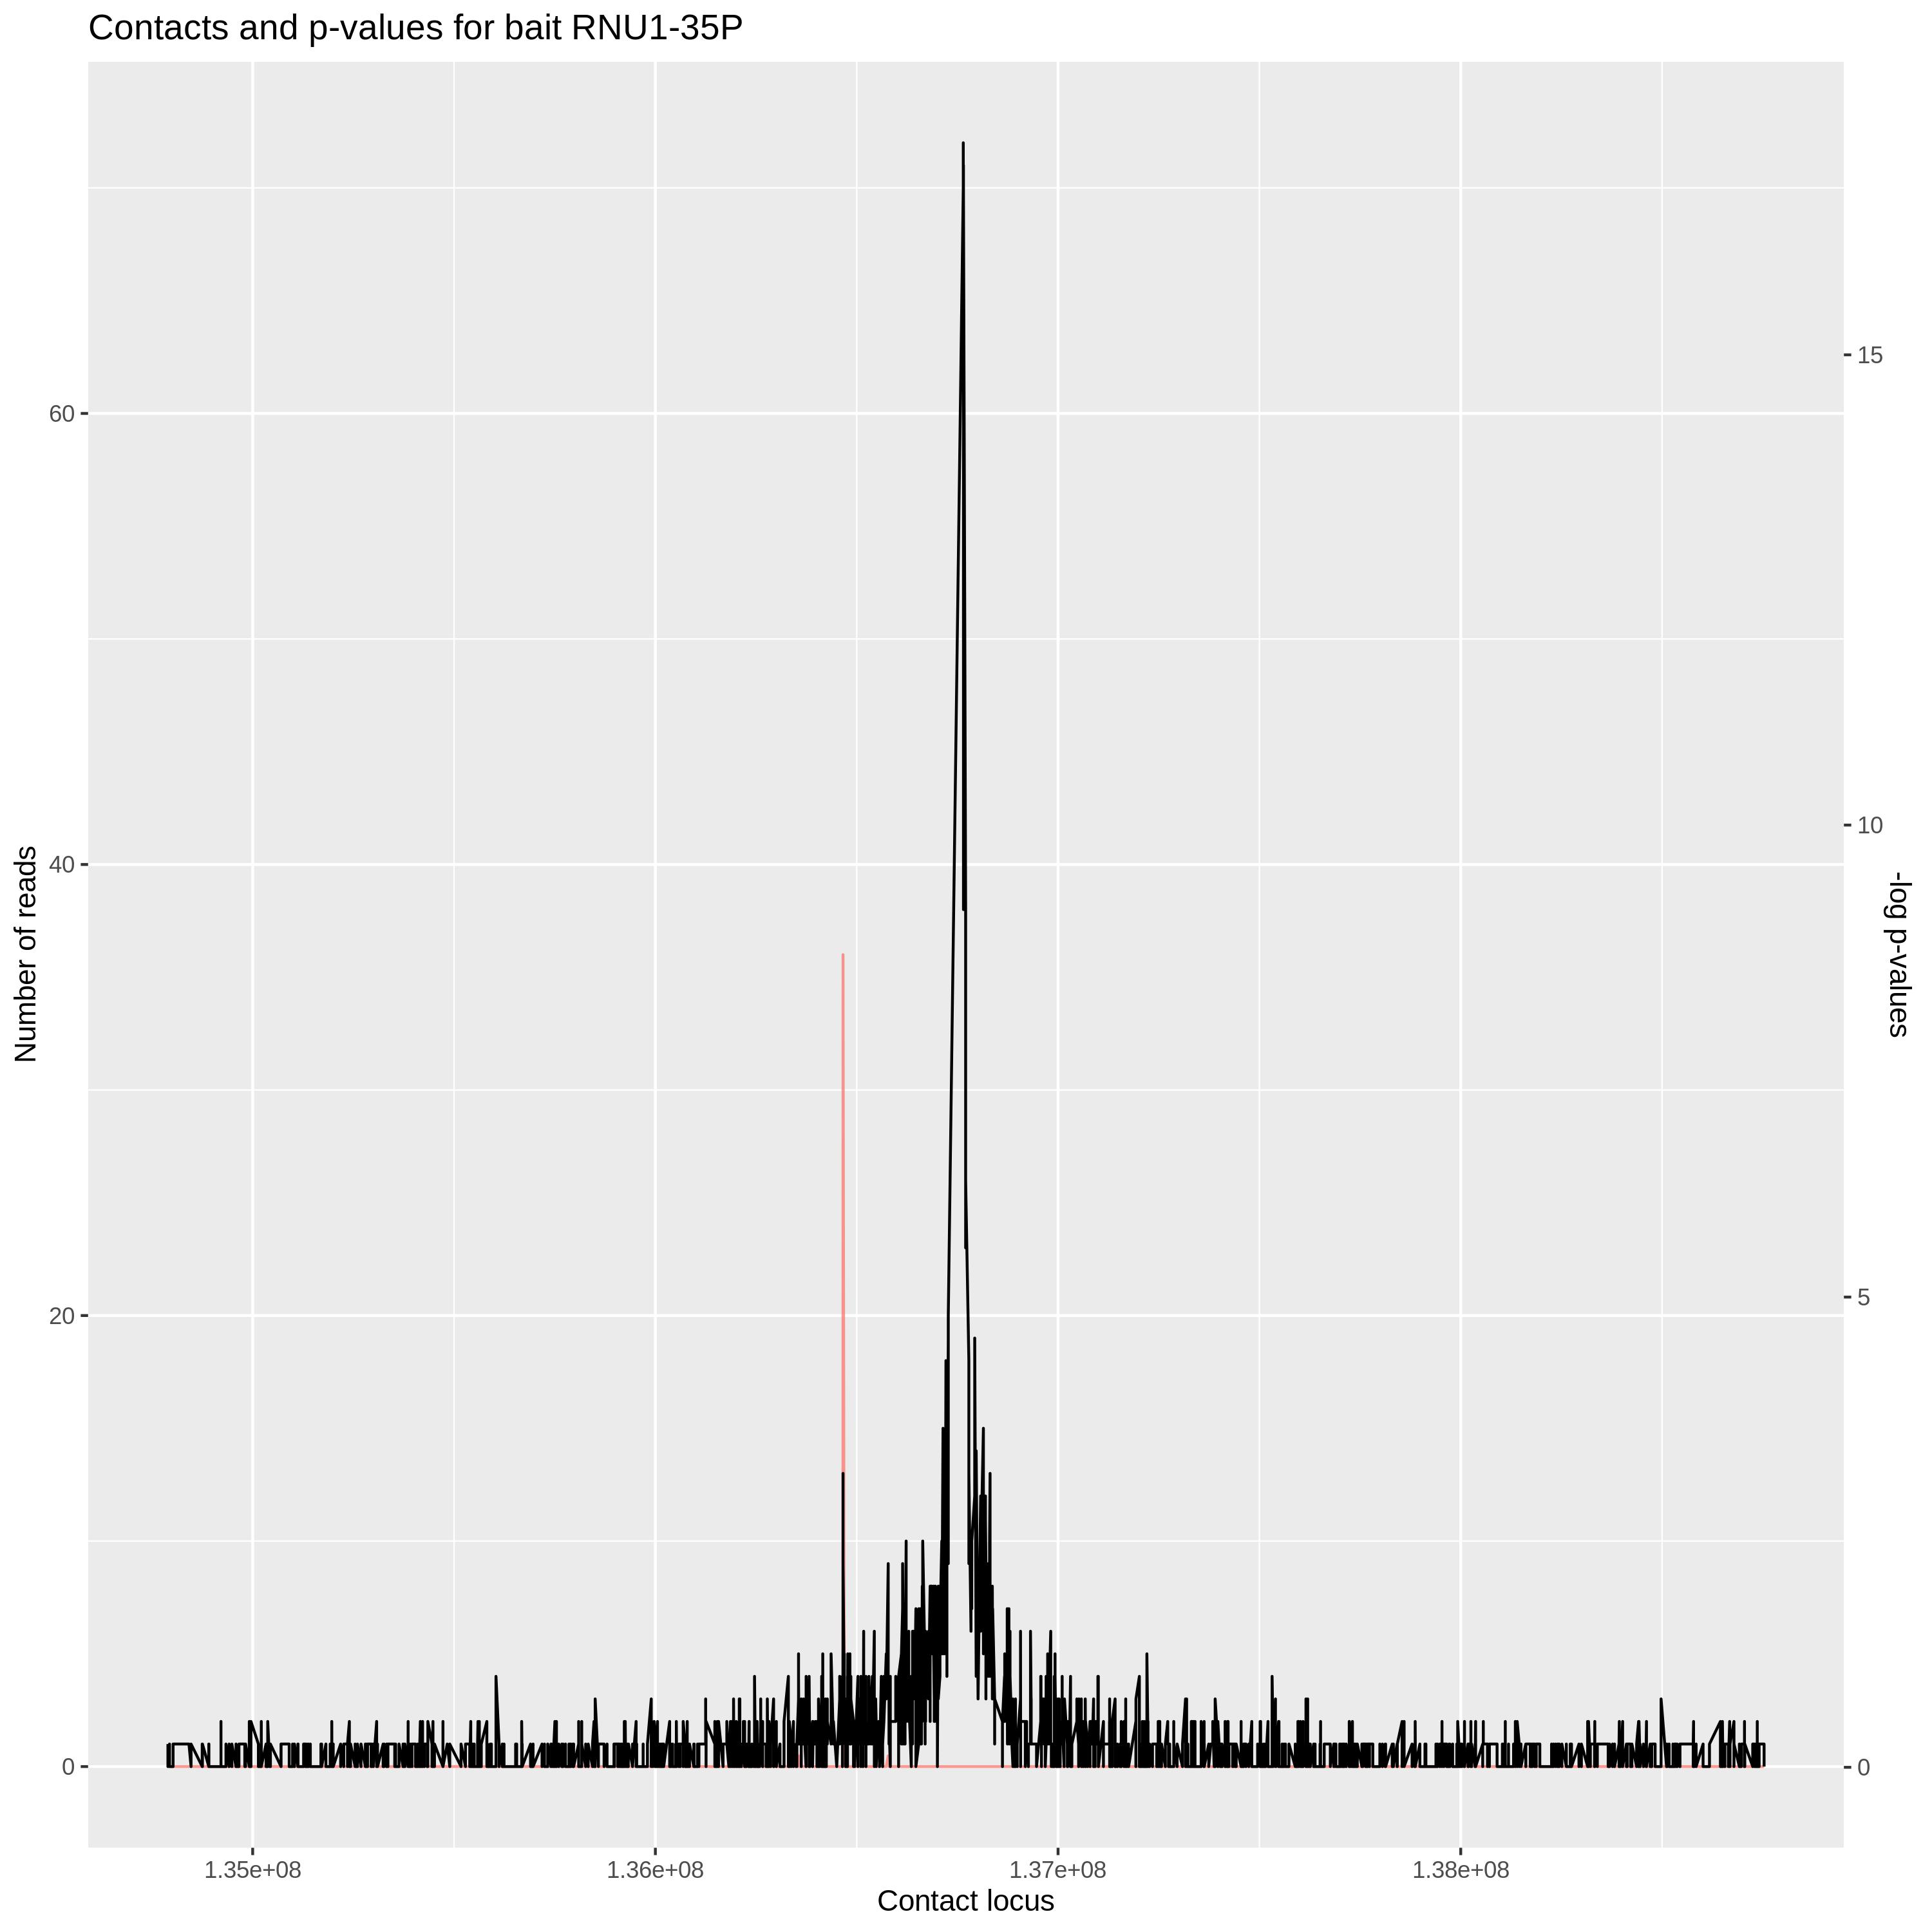 Contacts and p-values for bait RNU1-35P
60
40
20
0
Number of reads
15
10
5
0
-log p-values
1.35e+08 1.36e+08 1.37e+08 1.38e+08
Contact locus